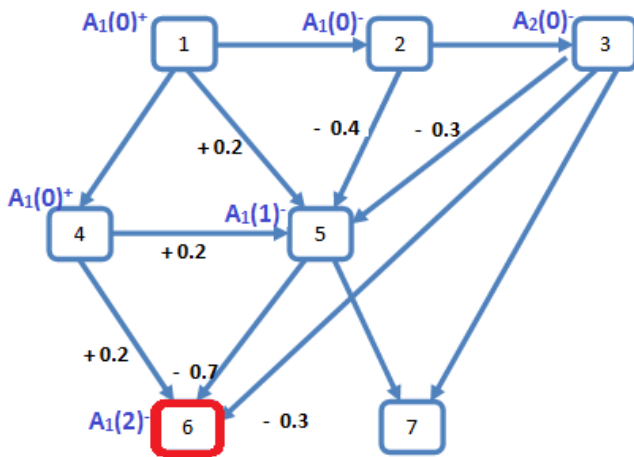 A₁(0)⁺ A₁(0)⁻ A₂(0)⁻
1 2 3
+ 0.2 - 0.4 - 0.3
A₁(0)⁺ A₁(1)⁻
4 5
+ 0.2
+ 0.2 - 0.7
A₁(2)⁻ - 0.3
6 7